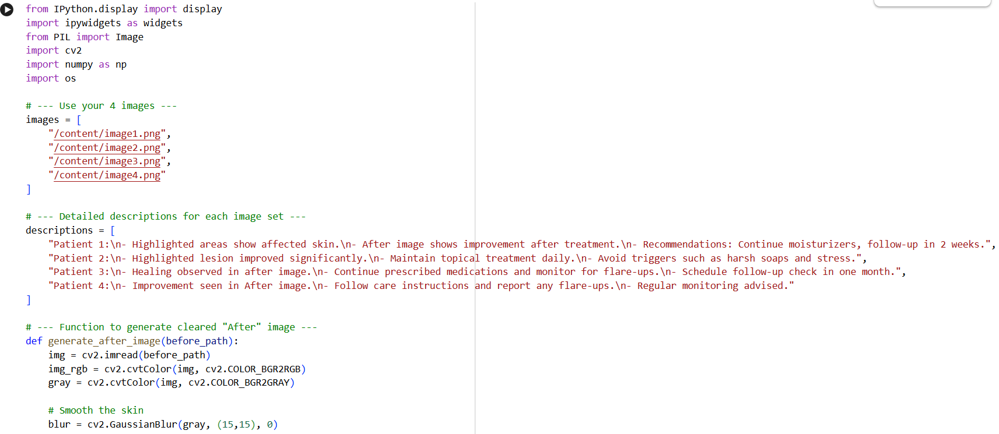 from IPython.display import display
import ipywidgets as widgets
from PIL import Image
import cv2
import numpy as np
import os
# --- Use your 4 images ---
images = [
    "/content/image1.png",
    "/content/image2.png",
    "/content/image3.png",
    "/content/image4.png"
]
# --- Detailed descriptions for each image set ---
descriptions = [
    "Patient 1:\n- Highlighted areas show affected skin.\n- After image shows improvement after treatment.\n- Recommendations: Continue moisturizers, follow-up in 2 weeks.",
    "Patient 2:\n- Highlighted lesion improved significantly.\n- Maintain topical treatment daily.\n- Avoid triggers such as harsh soaps and stress.",
    "Patient 3:\n- Healing observed in after image.\n- Continue prescribed medications and monitor for flare-ups.\n- Schedule follow-up check in one month.",
    "Patient 4:\n- Improvement seen in After image.\n- Follow care instructions and report any flare-ups.\n- Regular monitoring advised."
]
# --- Function to generate cleared "After" image ---
def generate_after_image(before_path):
    img = cv2.imread(before_path)
    img_rgb = cv2.cvtColor(img, cv2.COLOR_BGR2RGB)
    gray = cv2.cvtColor(img, cv2.COLOR_BGR2GRAY)
    # Smooth the skin
    blur = cv2.GaussianBlur(gray, (15,15), 0)